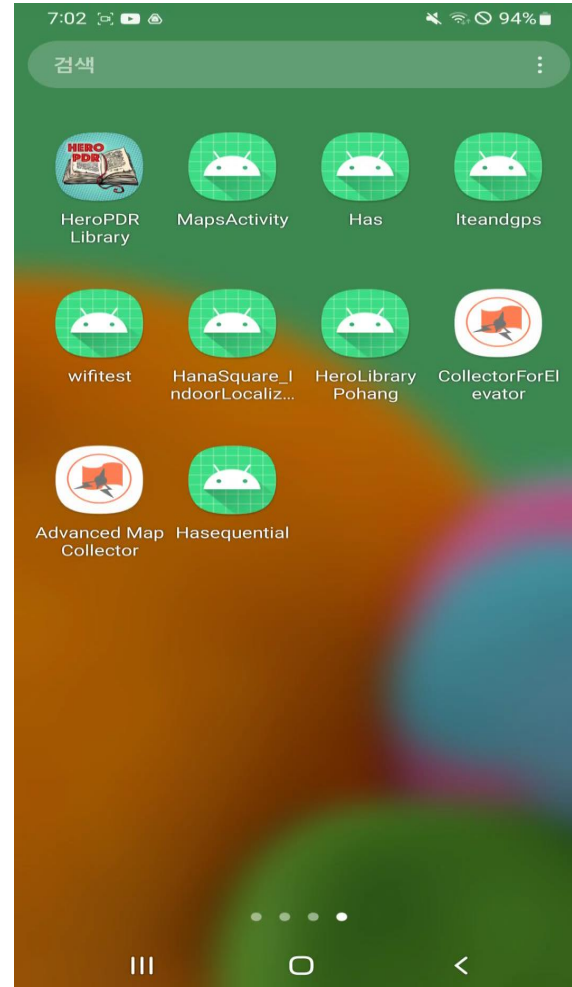 7:02
94%
검색
HERO
PDR
HeroPDR
Library
MapsActivity
Has
lteandgps
wifitest
HanaSquare_I
ndoorLocaliz...
HeroLibrary
Pohang
CollectorForEl
evator
Advanced Map
Collector
Hasequential